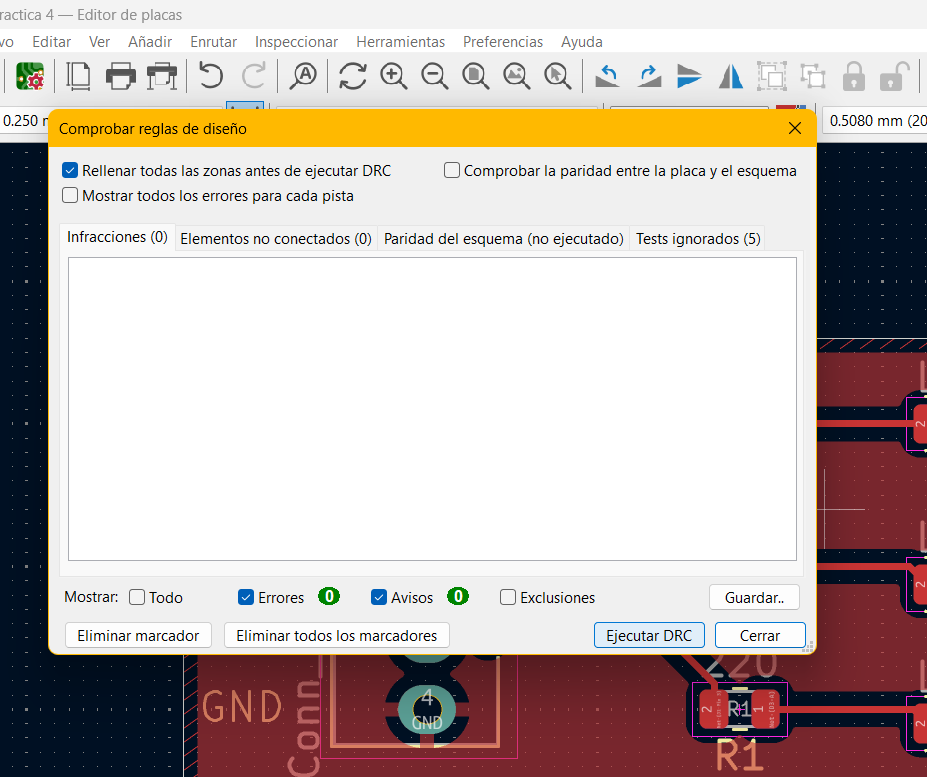 ractica 4 — Editor de placas
vo Editar Ver Añadir Enrutar Inspeccionar Herramientas Preferencias Ayuda
0.250
0.5080 mm (20
Comprobar reglas de diseño
Rellenar todas las zonas antes de ejecutar DRC
Comprobar la paridad entre la placa y el esquema
Mostrar todos los errores para cada pista
Infracciones (0) Elementos no conectados (0) Paridad del esquema (no ejecutado) Tests ignorados (5)
Mostrar: Todo Errores 0 Avisos 0 Exclusiones Guardar..
Eliminar marcador Eliminar todos los marcadores Ejecutar DRC Cerrar
2
2
220
GND
Conn_
4
GND
2 R1 1
2
R1